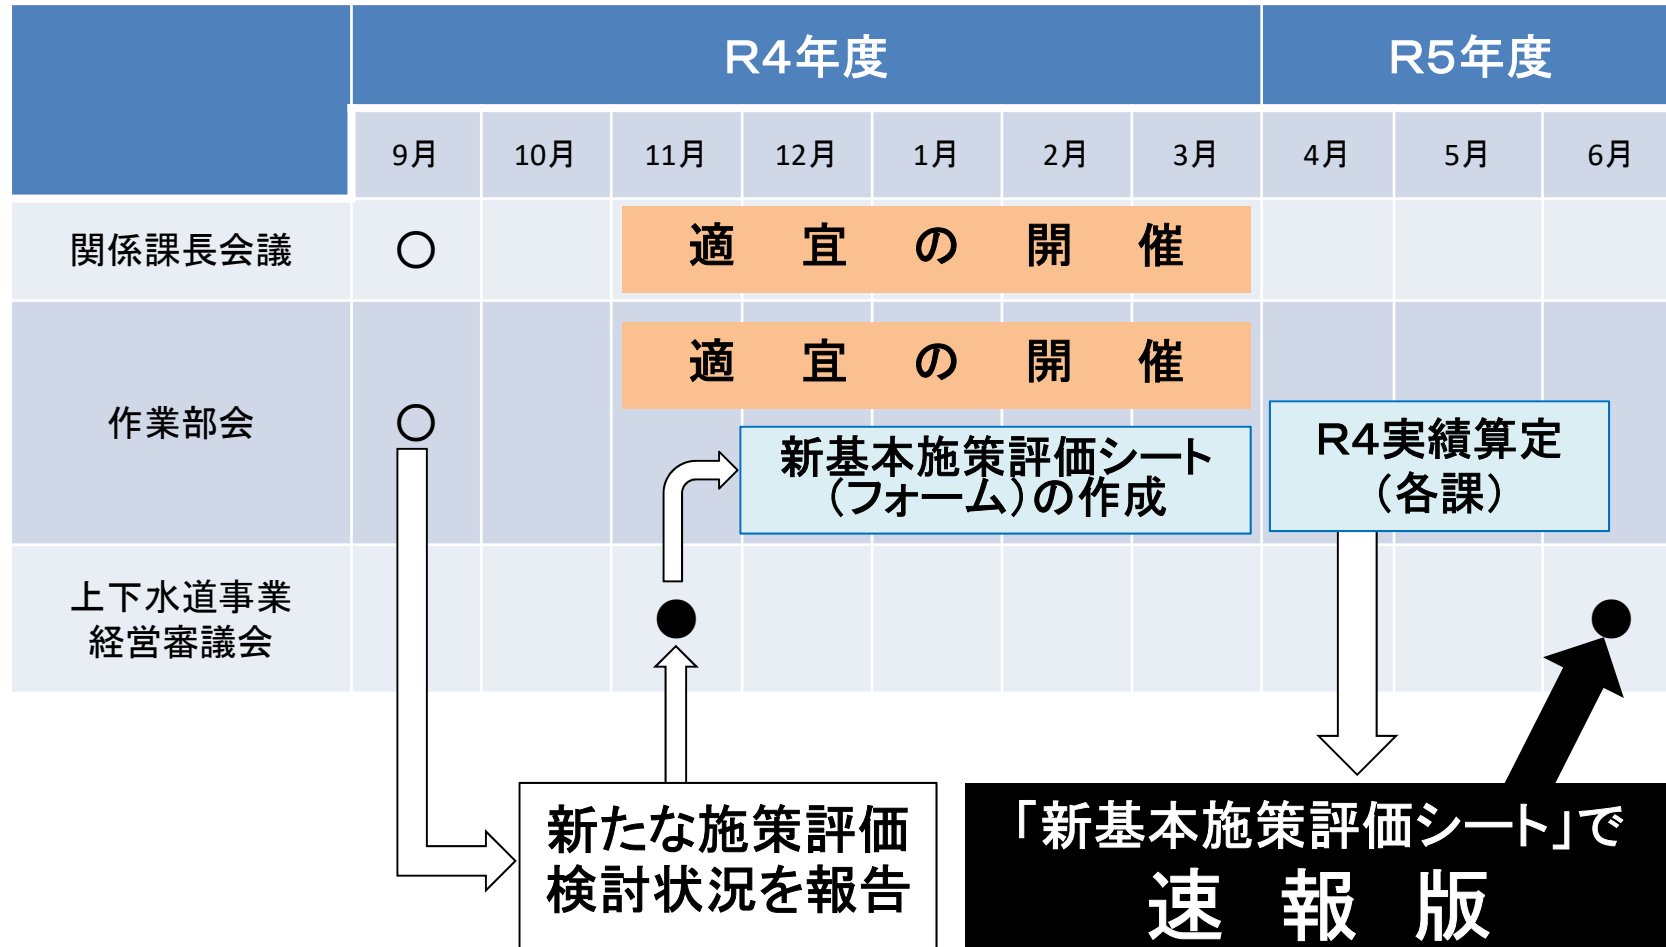 R4年度
R5年度
9月
10月
11月
12月
1月
2月
3月
4月
5月
6月
関係課長会議
○
適宜の開催
作業部会
○
適宜の開催
新基本施策評価シート
（フォーム）の作成
R4実績算定
（各課）
上下水道事業
経営審議会
●
●
新たな施策評価
検討状況を報告
「新基本施策評価シート」で
速報版